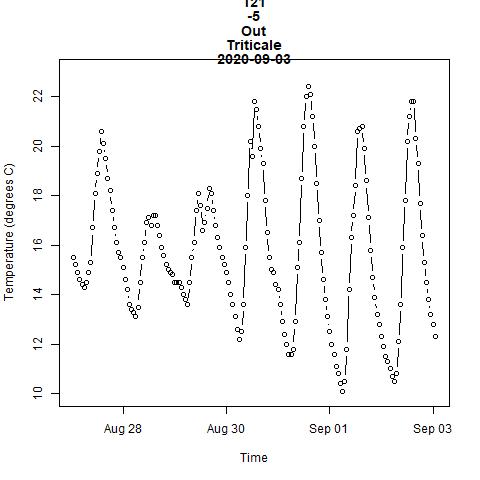 121
-5
Out
Triticale
2020-09-03
Temperature (degrees C)
22
20
18
16
14
12
10
Aug 28
Aug 30
Sep 01
Sep 03
Time